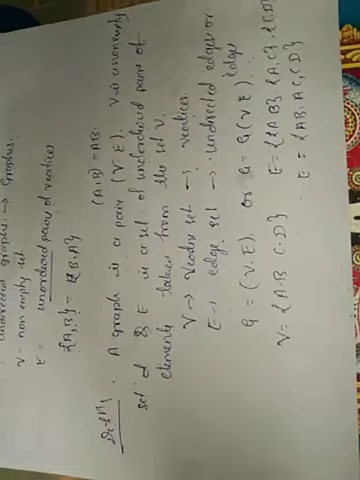 undirected graphs → Graphs.
V = non empty set
E = unordered pairs of vertices
{A,B} = {B,A}
(A,B) = AB.
Defn. A graph is a pair (V.E). V is a nonempty
set & E is a set of unordered pairs of
elements taken from the set V.
V → Vertex set → vertices.
E → edge set → undirected edges or edges
G = (V.E). or G = G(V.E)
V = {A.B C.D} E = {{A B} {A,C}.{CD}
E = {AB, AC, CD}